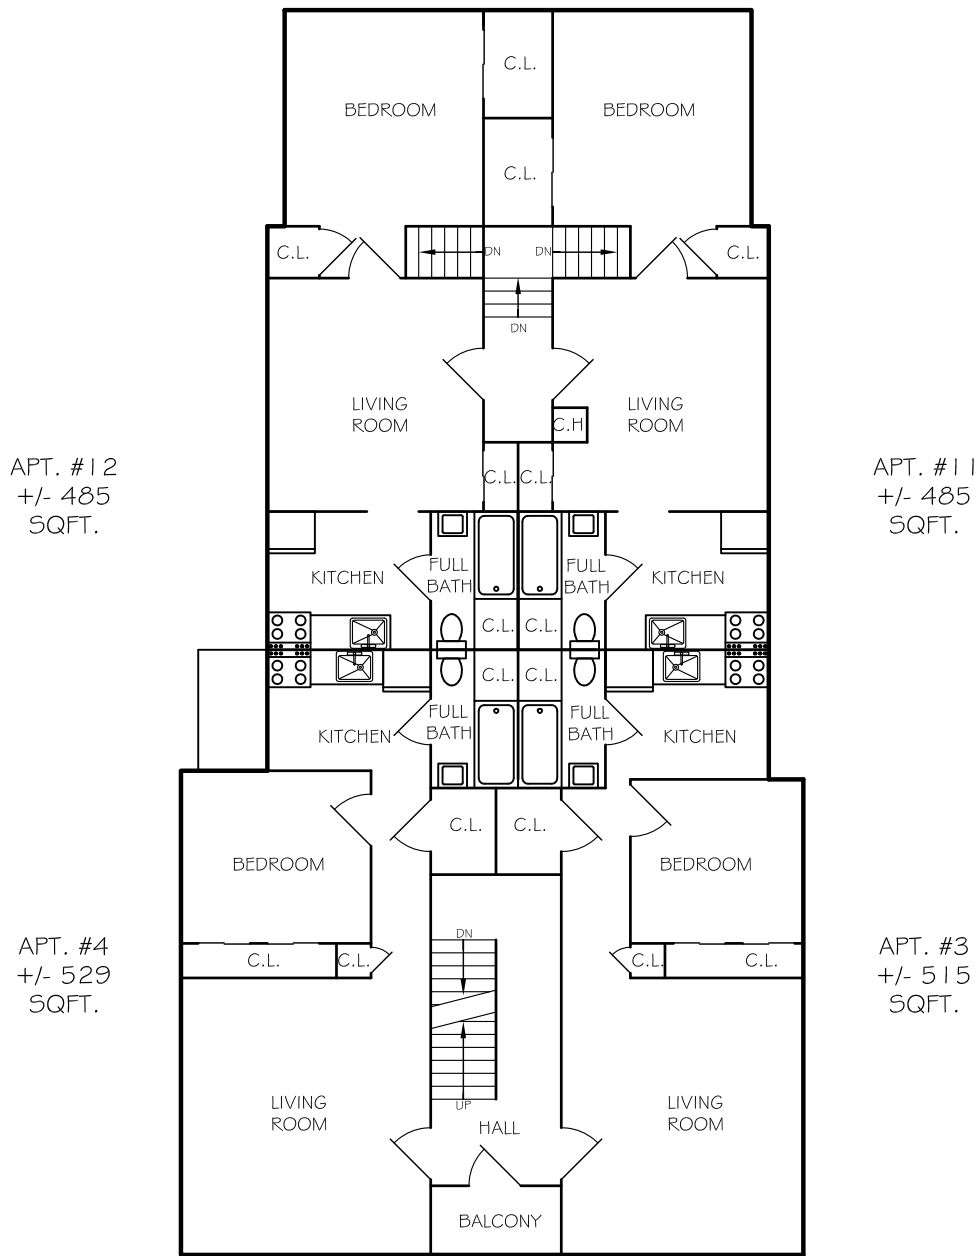 C.L.
BEDROOM
BEDROOM
C.L.
C.L.
DN
DN
C.L.
DN
LIVING
ROOM
LIVING
ROOM
C.H
APT. #12
+/- 485
SQFT.
APT. #11
+/- 485
SQFT.
C.L.
C.L.
KITCHEN
FULL
BATH
FULL
BATH
KITCHEN
C.L.
C.L.
C.L.
C.L.
KITCHEN
FULL
BATH
FULL
BATH
KITCHEN
C.L.
C.L.
BEDROOM
BEDROOM
APT. #4
+/- 529
SQFT.
DN
C.L.
C.L.
C.L.
C.L.
APT. #3
+/- 515
SQFT.
LIVING
ROOM
UP
HALL
LIVING
ROOM
BALCONY